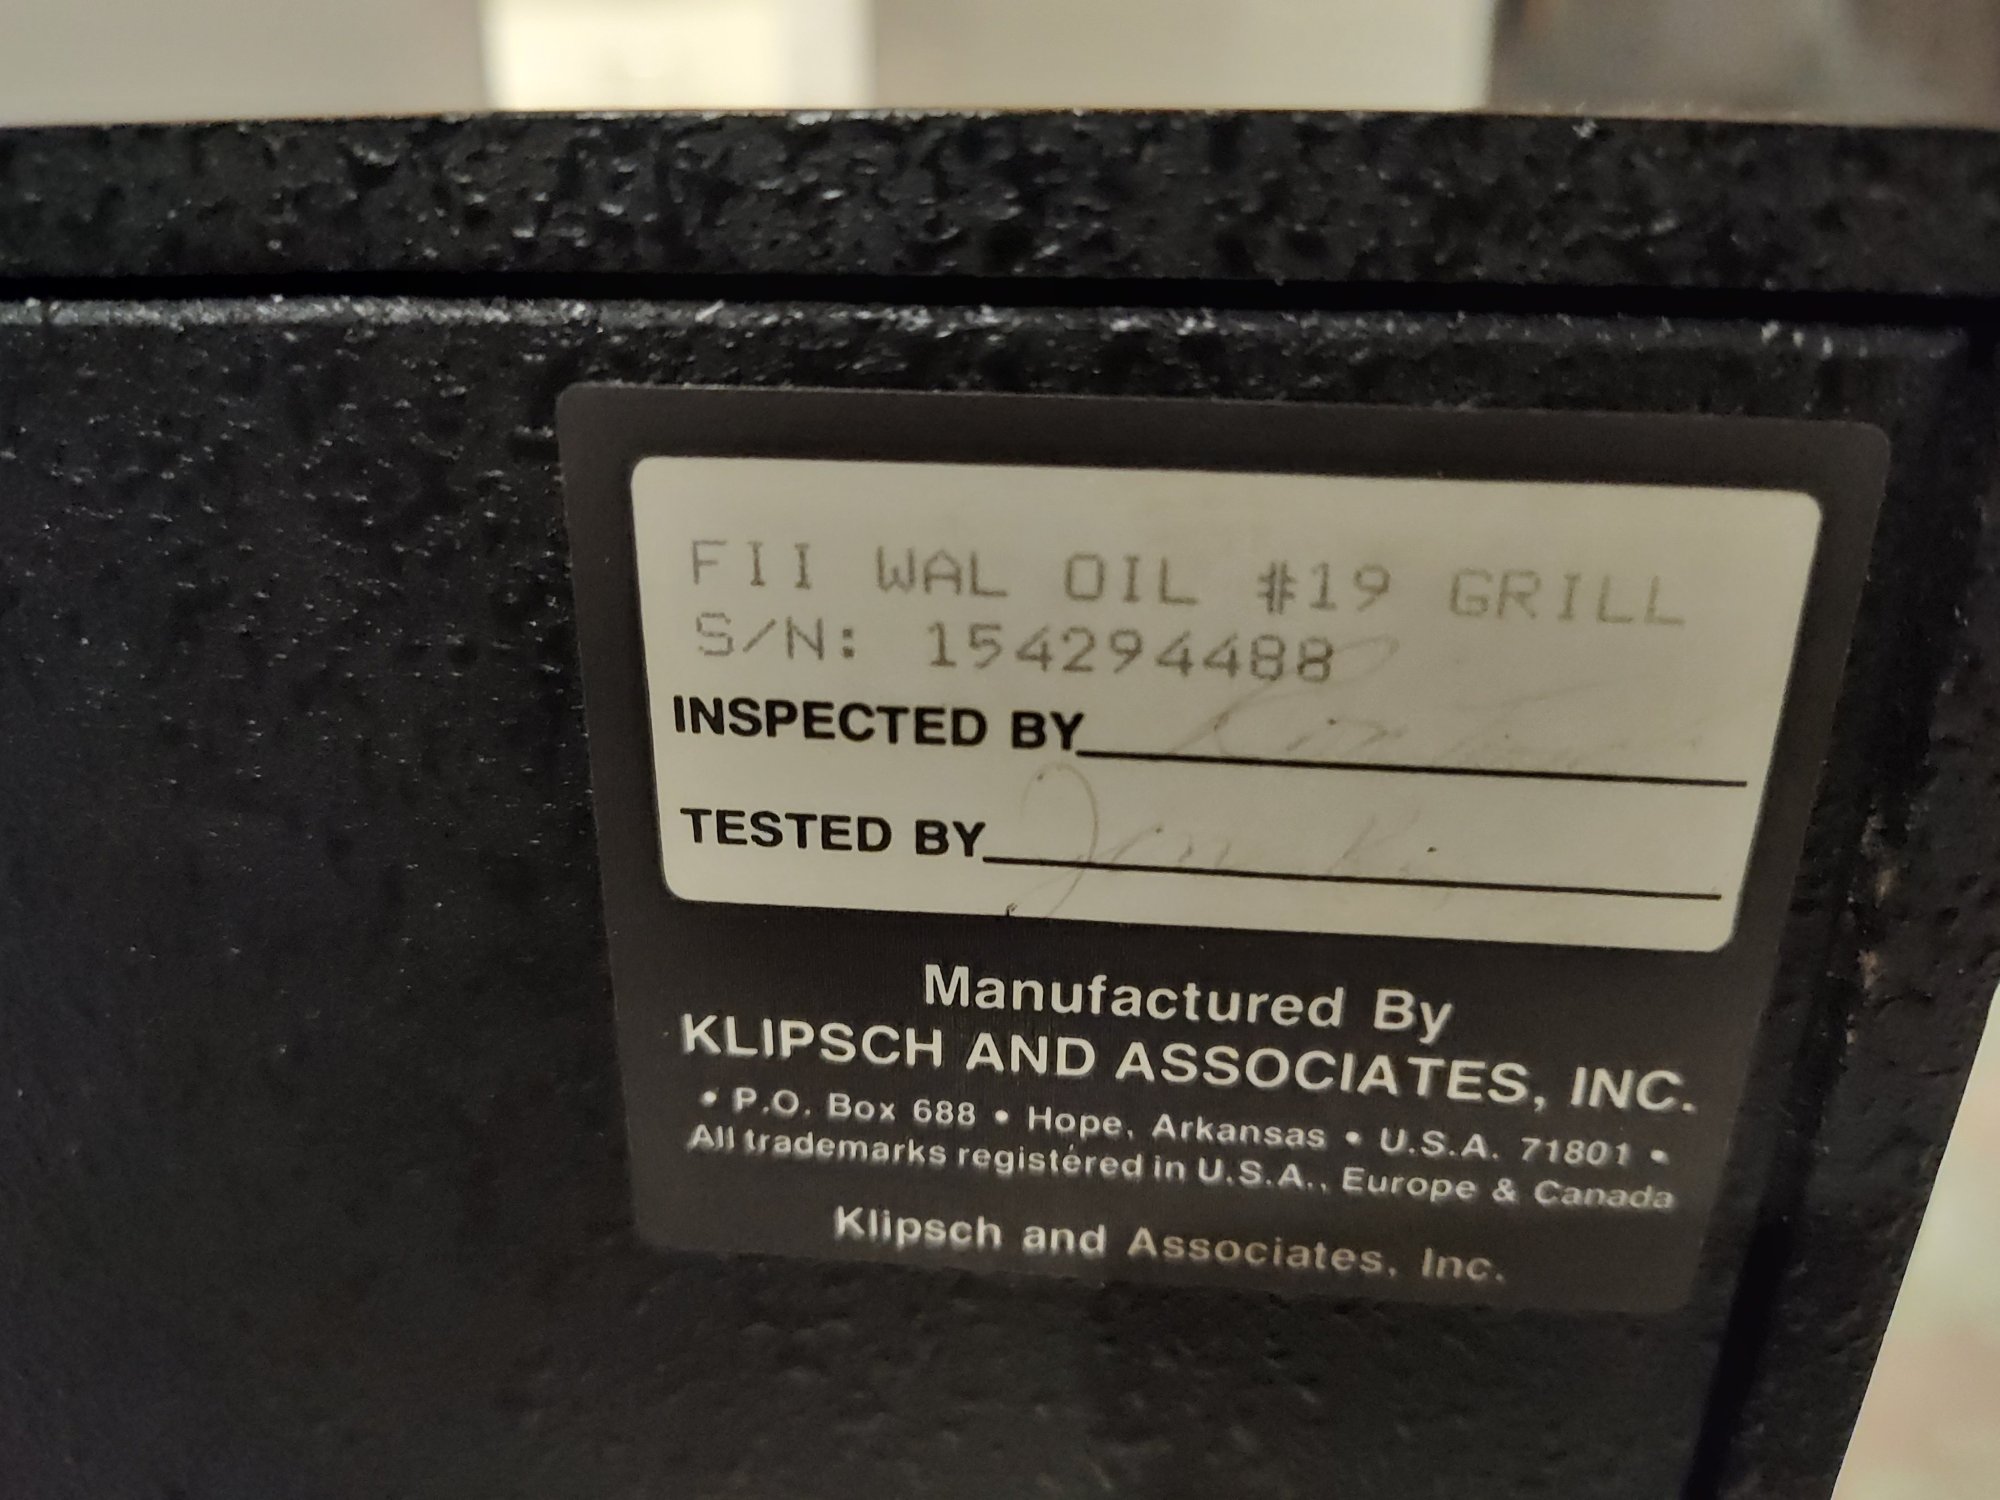 FII WAL OIL #19 GRILL
S/N: 154294488
INSPECTED BY
TESTED BY
Manufactured By
KLIPSCH AND ASSOCIATES, INC.
• P.O. Box 688 • Hope, Arkansas • U.S.A. 71801 •
All trademarks registered in U.S.A., Europe & Canada
Klipsch and Associates, Inc.